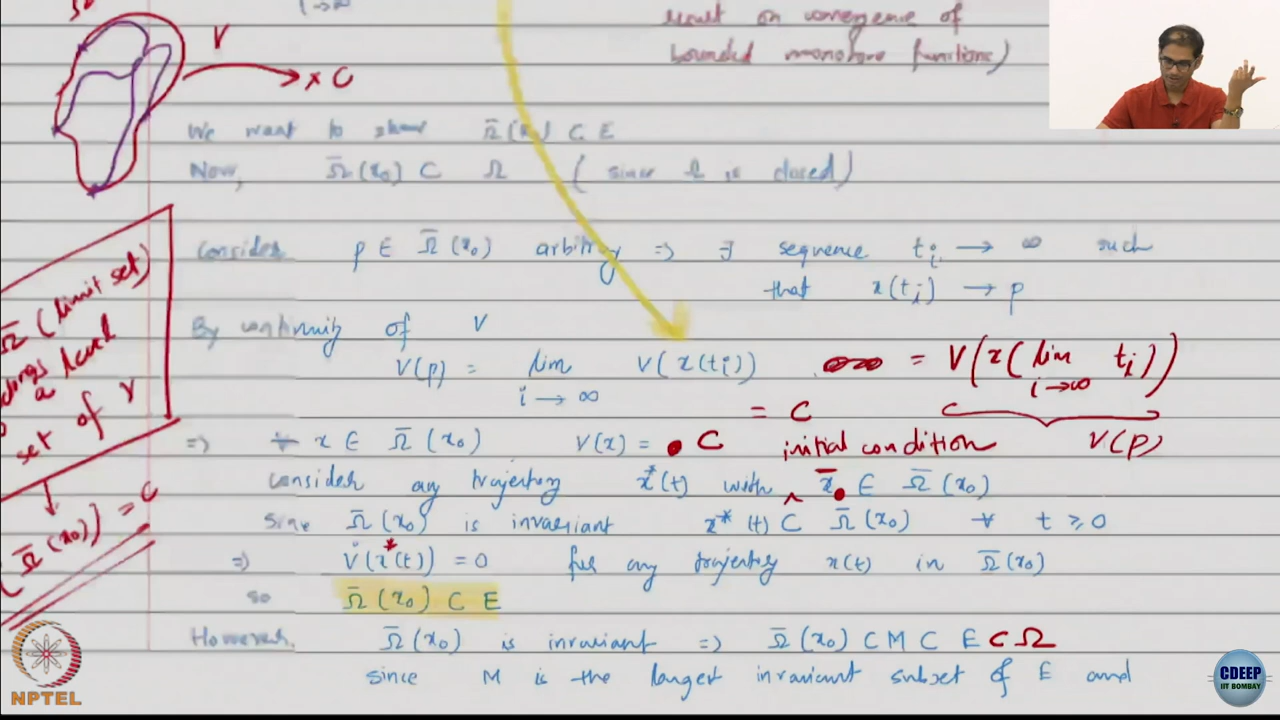 result on convergence of
bounded monotone functions)
V
x C
We want to show Ω̄(x₀) ⊂ E
Now, Ω̄(x₀) ⊂ Ω (since Ω is closed)
Consider p ∈ Ω̄(x₀) arbitry => ∃ sequence tᵢ → ∞ such
that x(tᵢ) → p
By continuity of V
V(p) = lim V(x(tᵢ)) = V(x(lim tᵢ))
i → ∞ i→∞
= C
=> ∀ x ∈ Ω̄(x₀) V(x) = C initial condition V(p)
consider any trajectory x*(t) with ^ x̄ ∈ Ω̄(x₀)
Since Ω̄(x₀) is invariant x*(t) ⊂ Ω̄(x₀) ∀ t ≥ 0
=> V̇(x*(t)) = 0 for any trajectory x(t) in Ω̄(x₀)
so Ω̄(x₀) ⊂ E
However, Ω̄(x₀) is invariant => Ω̄(x₀) ⊂ M ⊂ E ⊂ Ω
since M is the largest invariant subset of E and
Ω̄ (limit set)
a level
set of V
(Ω̄(x₀)) = C
NPTEL
CDEEP
IIT BOMBAY